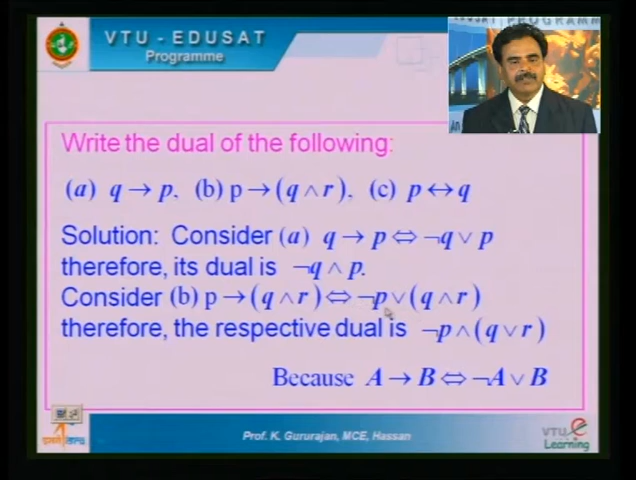 VTU - EDUSAT
Programme
Write the dual of the following:
(a) q → p, (b) p → (q ∧ r), (c) p ↔ q
Solution: Consider (a) q → p ⇔ ¬q ∨ p
therefore, its dual is ¬q ∧ p.
Consider (b) p → (q ∧ r) ⇔ ¬p ∨ (q ∧ r)
therefore, the respective dual is ¬p ∧ (q ∨ r)
Because A → B ⇔ ¬A ∨ B
Prof. K. Gururajan, MCE, Hassan
VTU e
Learning